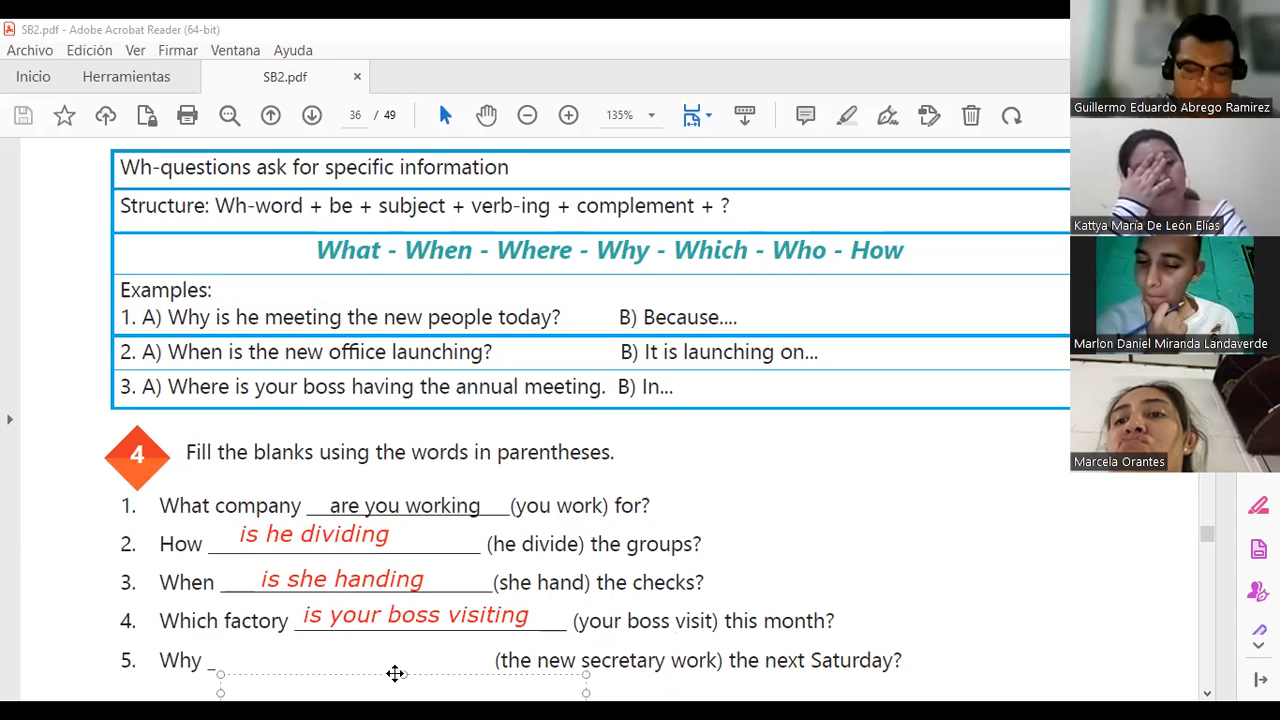 SB2.pdf - Adobe Acrobat Reader (64-bit)
Archivo Edición Ver Firmar Ventana Ayuda
Inicio Herramientas SB2.pdf ×
36 / 49 135%
Wh-questions ask for specific information
Structure: Wh-word + be + subject + verb-ing + complement + ?
What - When - Where - Why - Which - Who - How
Examples:
1. A) Why is he meeting the new people today? B) Because....
2. A) When is the new office launching? B) It is launching on...
3. A) Where is your boss having the annual meeting. B) In...
4 Fill the blanks using the words in parentheses.
1. What company __are you working___(you work) for?
2. How is he dividing (he divide) the groups?
3. When is she handing (she hand) the checks?
4. Which factory is your boss visiting (your boss visit) this month?
5. Why _ (the new secretary work) the next Saturday?
Guillermo Eduardo Abrego Ramirez
Kattya María De León Elías
Marlon Daniel Miranda Landaverde
Marcela Orantes